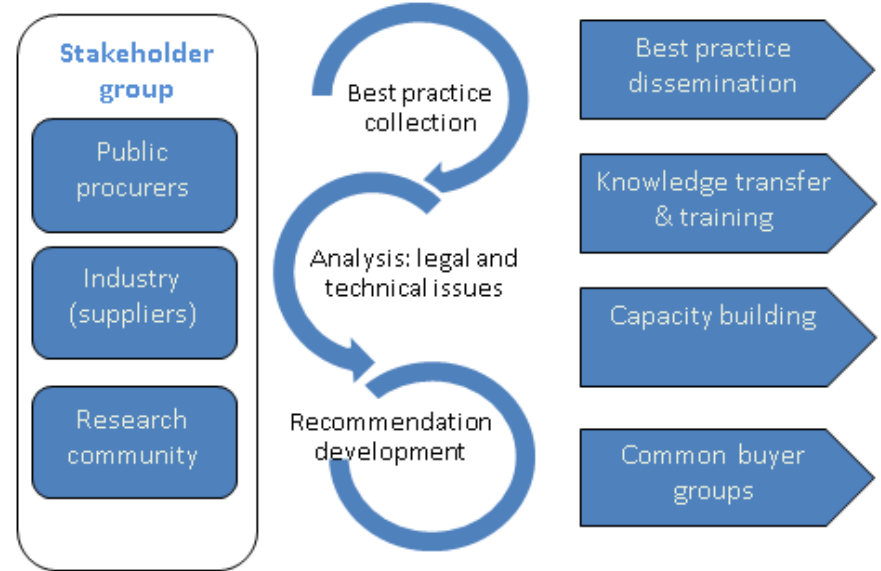 Stakeholder
group
Public
procurers
Industry
(suppliers)
Research
community
Best practice
collection
Analysis: legal and
technical issues
Recommendation
development
Best practice
dissemination
Knowledge transfer
& training
Capacity building
Common buyer
groups